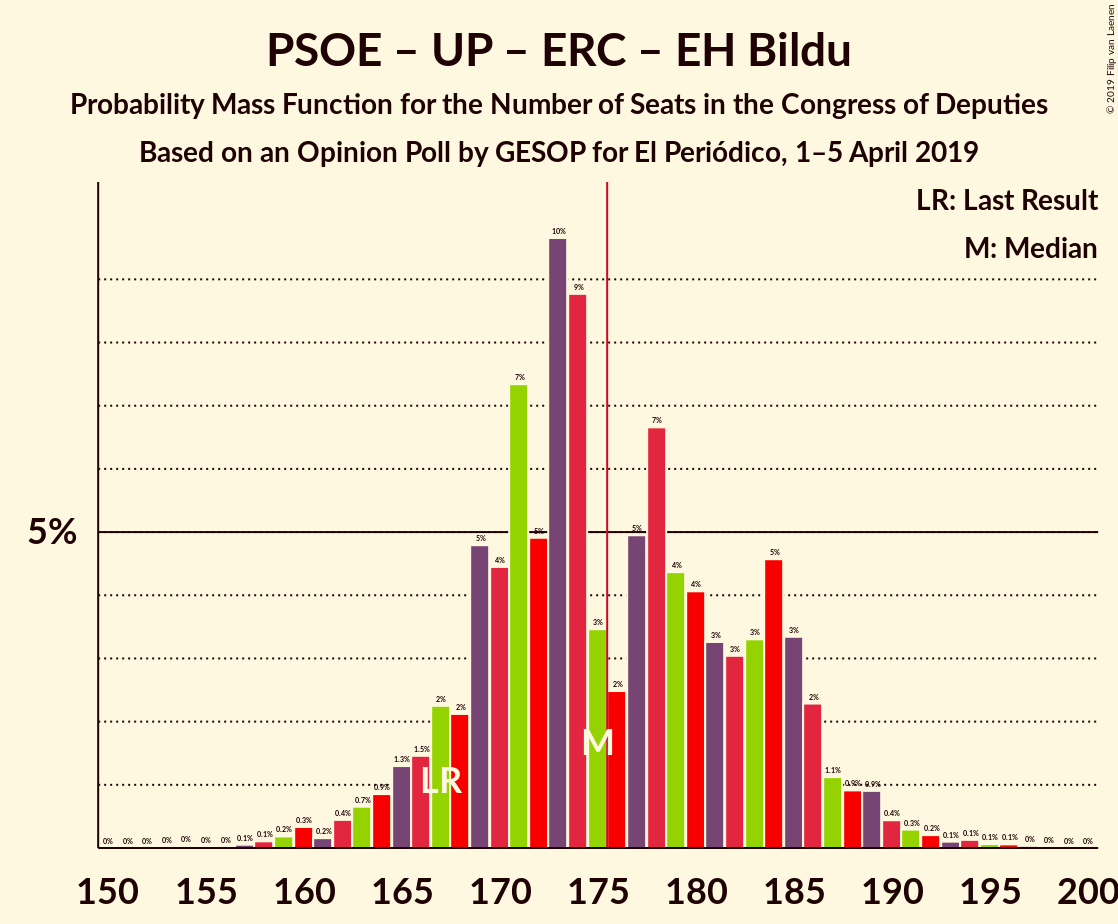 PSOE – UP – ERC – EH Bildu
Probability Mass Function for the Number of Seats in the Congress of Deputies
Based on an Opinion Poll by GESOP for El Periódico, 1–5 April 2019
© 2019 Filip van Laenen
LR: Last Result
M: Median
5%
0% 0% 0% 0% 0% 0% 0% 0.1% 0.1% 0.2% 0.3% 0.2% 0.4% 0.7% 0.9% 1.3% 1.5% 2% 2% 5% 4% 7% 5% 10% 9% 3% 2% 5% 7% 4% 4% 3% 3% 3% 5% 3% 2% 1.1% 0.9% 0.9% 0.4% 0.3% 0.2% 0.1% 0.1% 0.1% 0.1% 0% 0% 0% 0%
M
LR
150 155 160 165 170 175 180 185 190 195 200